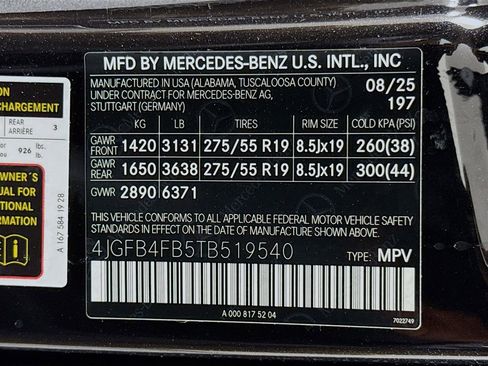 ION
CHARGEMENT
REAR
ARRIÈRE
3
926 lbs.
lb.
OWNER´S
UAL FOR
DITIONAL
RMATION
A 167 584 19 28
MFD BY MERCEDES-BENZ U.S. INTL., INC
MANUFACTURED IN USA (ALABAMA, TUSCALOOSA COUNTY) 08/25
UNDER CONTRACT FOR MERCEDES-BENZ AG,
STUTTGART (GERMANY) 197
KG LB TIRES RIM SIZE COLD KPA (PSI)
GAWR FRONT 1420 3131 275/55 R19 8.5Jx19 260(38)
GAWR REAR 1650 3638 275/55 R19 8.5Jx19 300(44)
GVWR 2890 6371
THIS VEHICLE CONFORMS TO ALL APPLICABLE FEDERAL MOTOR VEHICLE
SAFETY STANDARDS IN EFFECT ON THE DATE OF MANUFACTURE SHOWN ABOVE.
4JGFB4FB5TB519540 TYPE: MPV
A 000 817 52 04
7022749